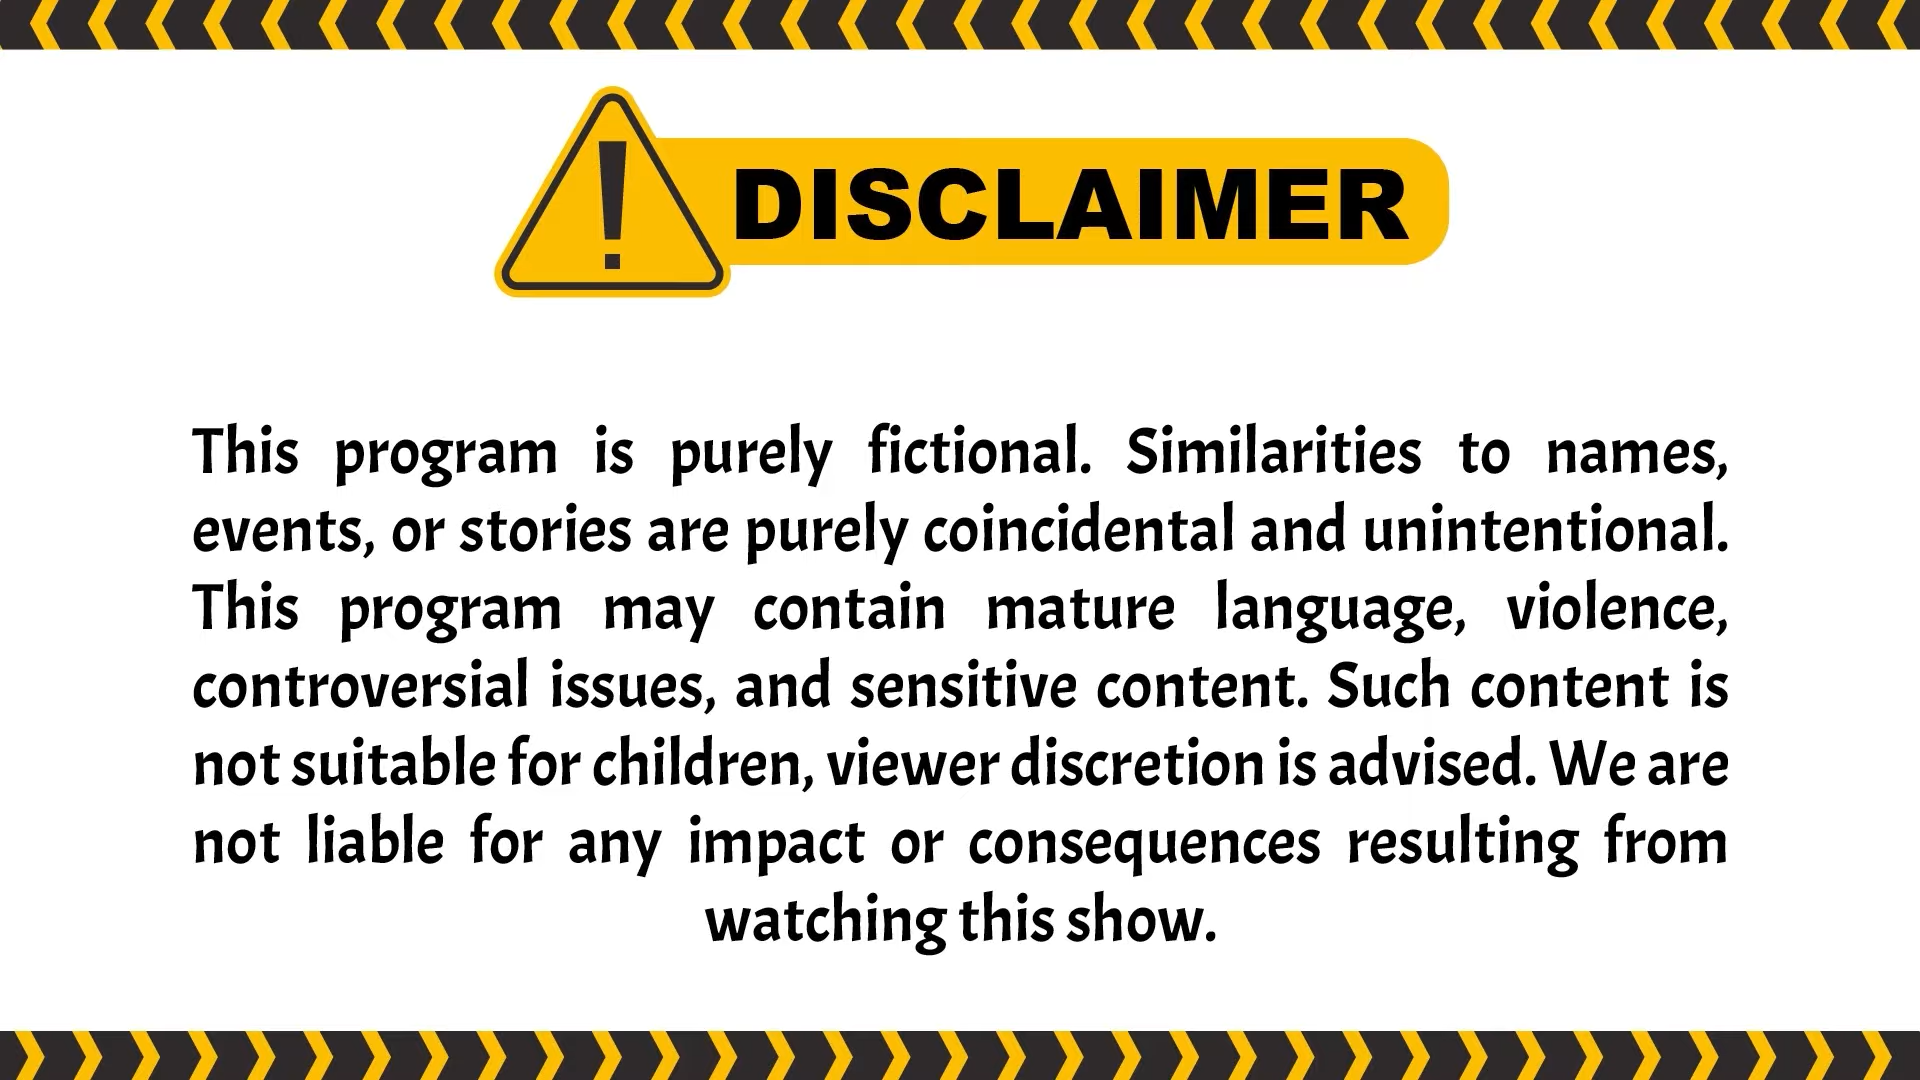 DISCLAIMER
This program is purely fictional. Similarities to names,
events, or stories are purely coincidental and unintentional.
This program may contain mature language, violence,
controversial issues, and sensitive content. Such content is
not suitable for children, viewer discretion is advised. We are
not liable for any impact or consequences resulting from
watching this show.